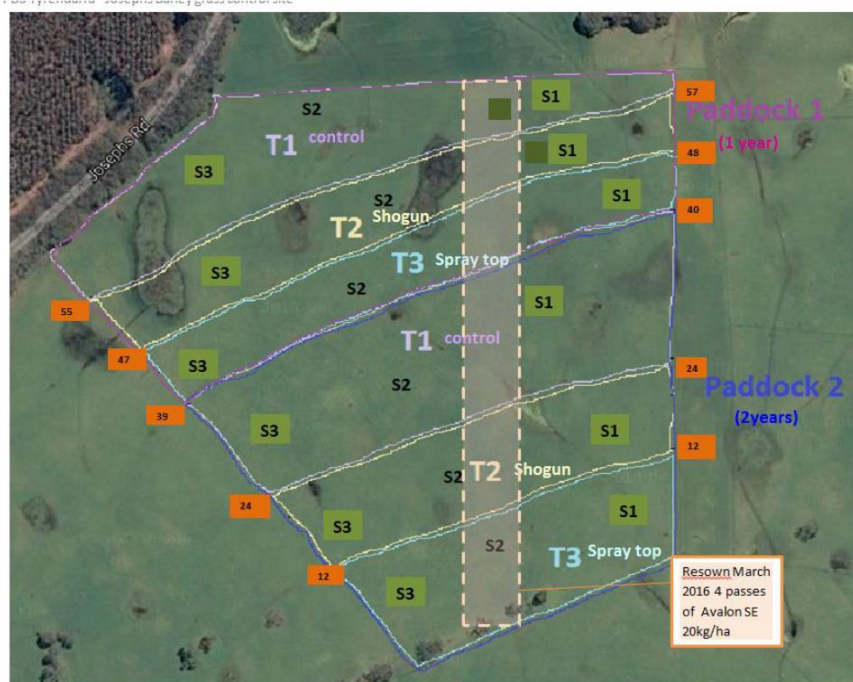 57
S1
S2
Paddock 1
T1 control
(1 year)
S1
48
Josephs Rd
S3
S2
S1
Shogun
T2
40
T3 Spray top
S3
S2
S1
55
T1 control
47
S3
24
S2
Paddock 2
39
(2years)
S3
S1
12
S2
T2 Shogun
24
S1
S3
S2
T3 Spray top
12
Resown March
2016 4 passes
of Avalon SE
20kg/ha
S3